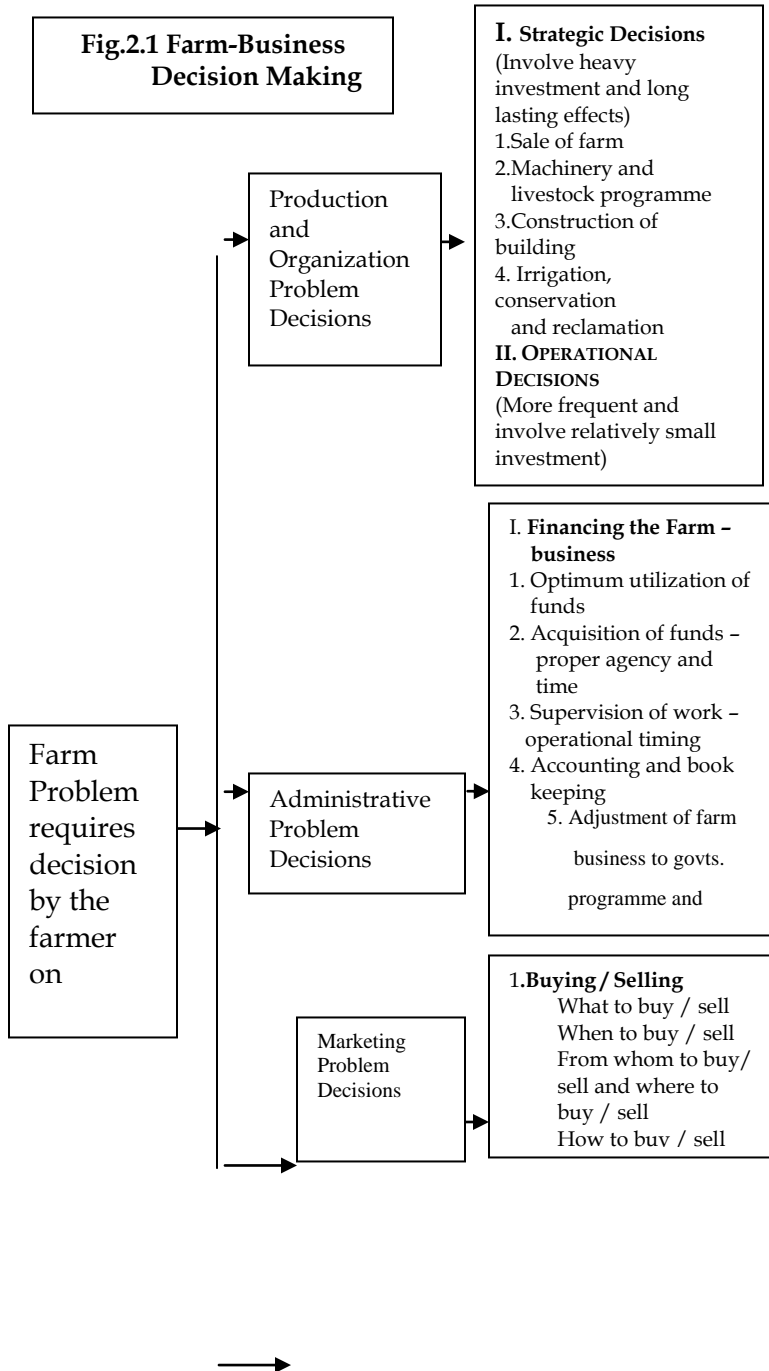 Fig.2.1 Farm-Business
Decision Making
I. Strategic Decisions
(Involve heavy
investment and long
lasting effects)
1.Sale of farm
2.Machinery and
livestock programme
3.Construction of
building
4. Irrigation,
conservation
and reclamation
II. OPERATIONAL
DECISIONS
(More frequent and
involve relatively small
investment)
Production
and
Organization
Problem
Decisions
I. Financing the Farm –
business
1. Optimum utilization of
funds
2. Acquisition of funds –
proper agency and
time
3. Supervision of work –
operational timing
4. Accounting and book
keeping
5. Adjustment of farm
business to govts.
programme and
Farm
Problem
requires
decision
by the
farmer
on
Administrative
Problem
Decisions
Marketing
Problem
Decisions
1.Buying / Selling
What to buy / sell
When to buy / sell
From whom to buy/
sell and where to
buy / sell
How to buy / sell